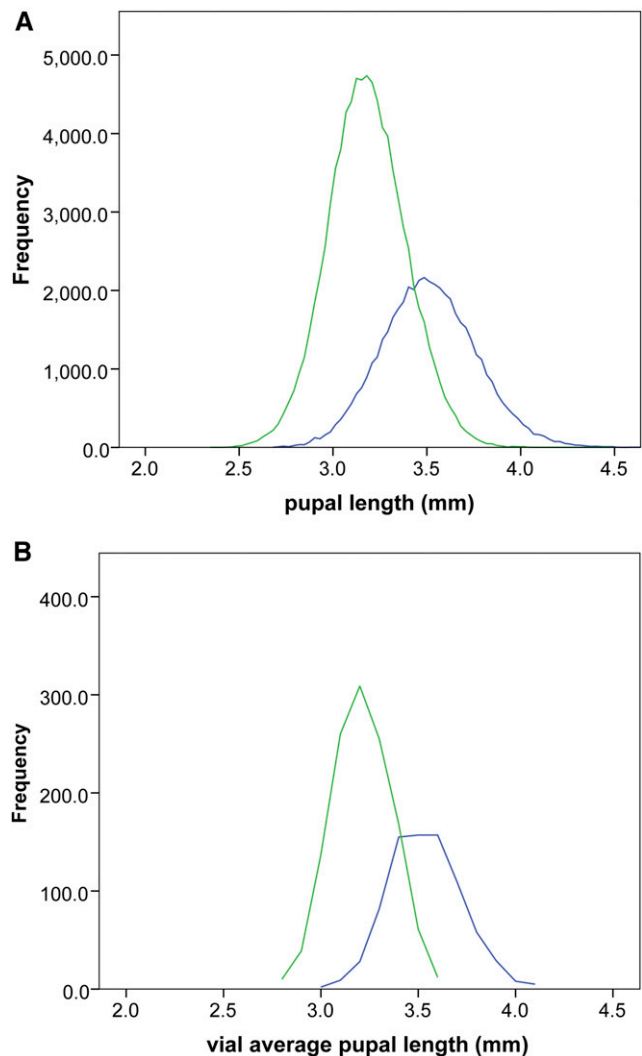 A
5,000.0
4,000.0
3,000.0
2,000.0
1,000.0
0.0
Frequency
2.0 2.5 3.0 3.5 4.0 4.5
pupal length (mm)
B
400.0
300.0
200.0
100.0
0.0
Frequency
2.0 2.5 3.0 3.5 4.0 4.5
vial average pupal length (mm)